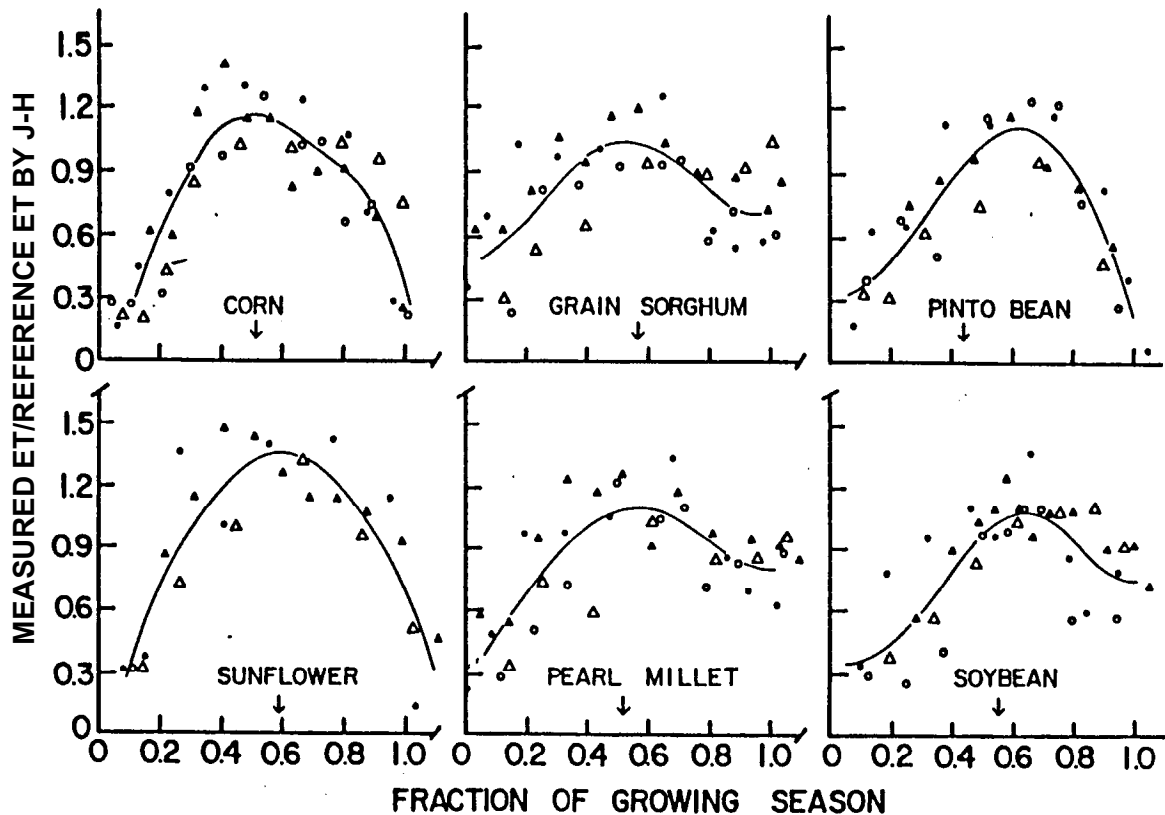 MEASURED ET/REFERENCE ET BY J-H
1.5
1.2
0.9
0.6
0.3
0
CORN
GRAIN SORGHUM
PINTO BEAN
1.5
1.2
0.9
0.6
0.3
0
SUNFLOWER
PEARL MILLET
SOYBEAN
0 0.2 0.4 0.6 0.8 1.0
0 0.2 0.4 0.6 0.8 1.0
0 0.2 0.4 0.6 0.8 1.0
FRACTION OF GROWING SEASON